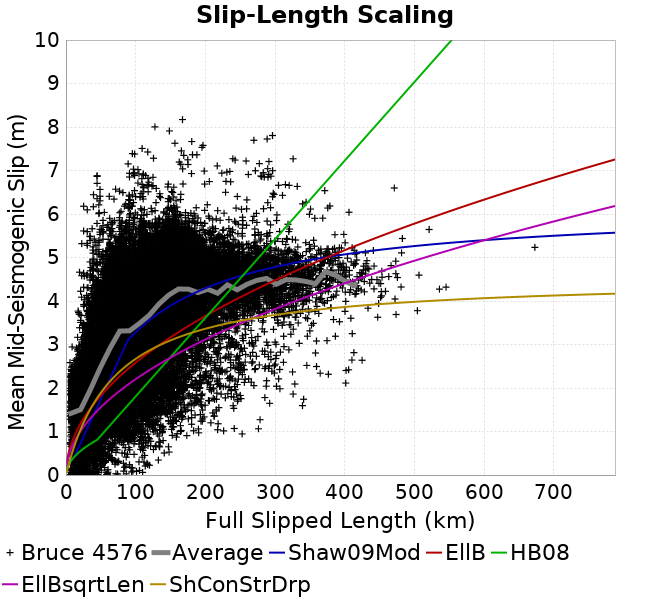 Slip-Length Scaling
Mean Mid-Seismogenic Slip (m)
10
9
8
7
6
5
4
3
2
1
0
0 100 200 300 400 500 600 700
Full Slipped Length (km)
Bruce 4576 Average Shaw09Mod EllB HB08
EllBsqrtLen ShConStrDrp